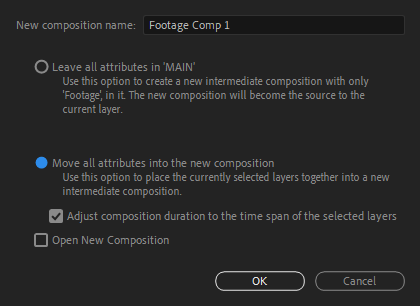 New composition name: Footage Comp 1
Leave all attributes in 'MAIN'
Use this option to create a new intermediate composition with only
'Footage', in it. The new composition will become the source to the
current layer.
Move all attributes into the new composition
Use this option to place the currently selected layers together into a new
intermediate composition.
Adjust composition duration to the time span of the selected layers
Open New Composition
OK Cancel